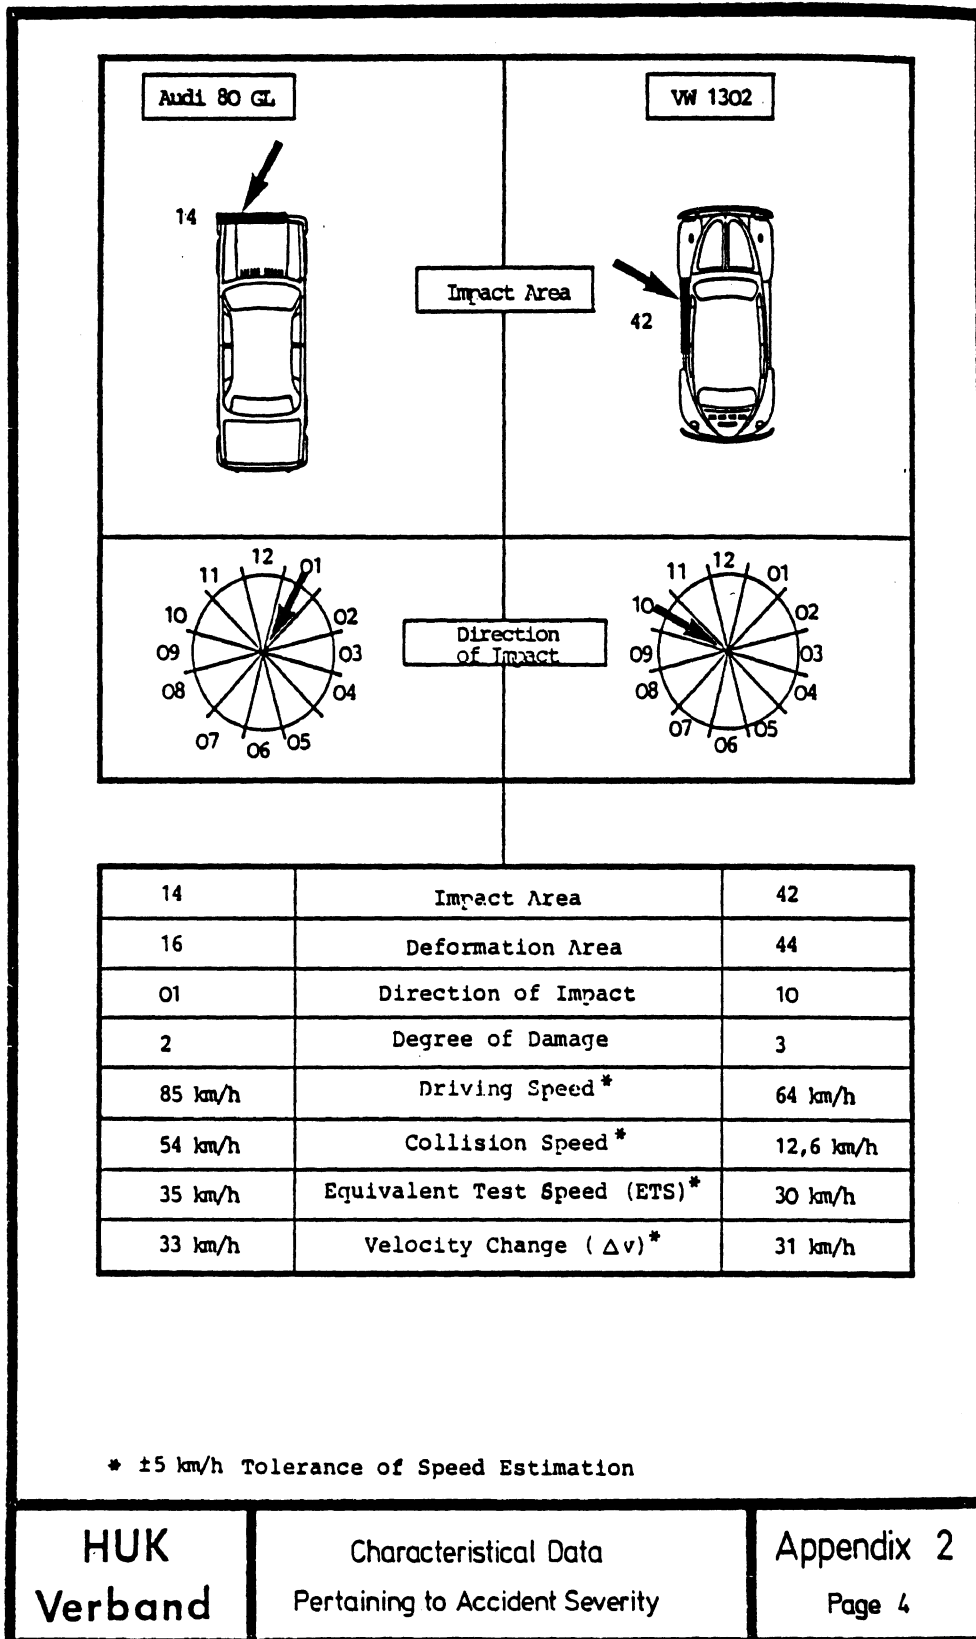 Audi 80 GL
VW 1302
14
Impact Area
42
12
01
11
02
10
03
09
04
08
05
07
06
Direction
of Impact
12
01
11
02
10
03
09
04
08
05
07
06
14 Impact Area 42
16 Deformation Area 44
01 Direction of Impact 10
2 Degree of Damage 3
85 km/h Driving Speed* 64 km/h
54 km/h Collision Speed* 12,6 km/h
35 km/h Equivalent Test Speed (ETS)* 30 km/h
33 km/h Velocity Change ( Δv)* 31 km/h
* ±5 km/h Tolerance of Speed Estimation
HUK
Verband
Characteristical Data
Pertaining to Accident Severity
Appendix 2
Page 4